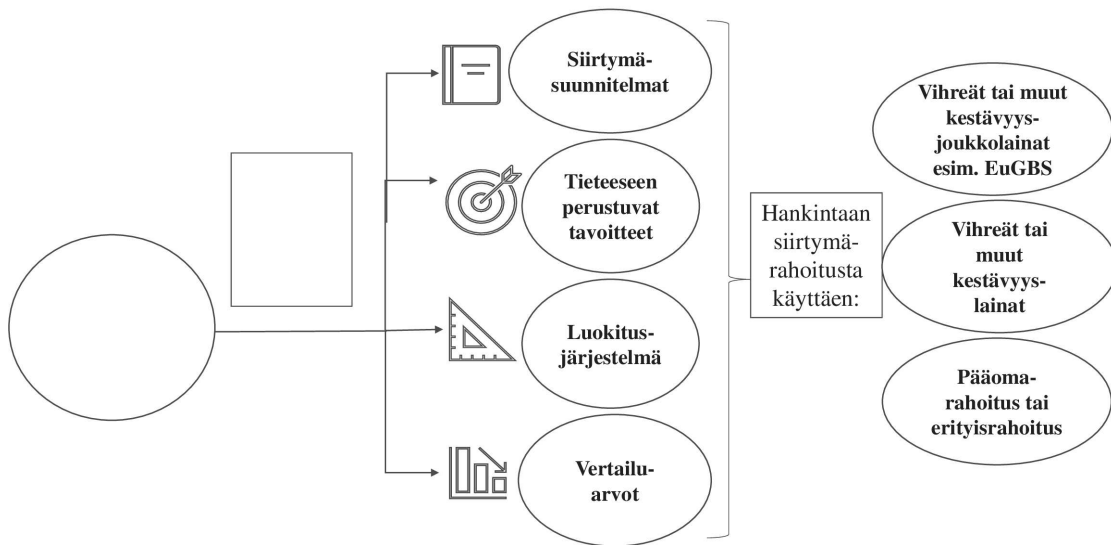 Siirtymä-
suunnitelmat
Tieteeseen
perustuvat
tavoitteet
Luokitus-
järjestelmä
Vertailu-
arvot
Hankintaan
siirtymä-
rahoitusta
käyttäen:
Vihreät tai muut
kestävyys-
joukkolainat
esim. EuGBS
Vihreät tai
muut
kestävyys-
lainat
Pääoma-
rahoitus tai
erityisrahoitus